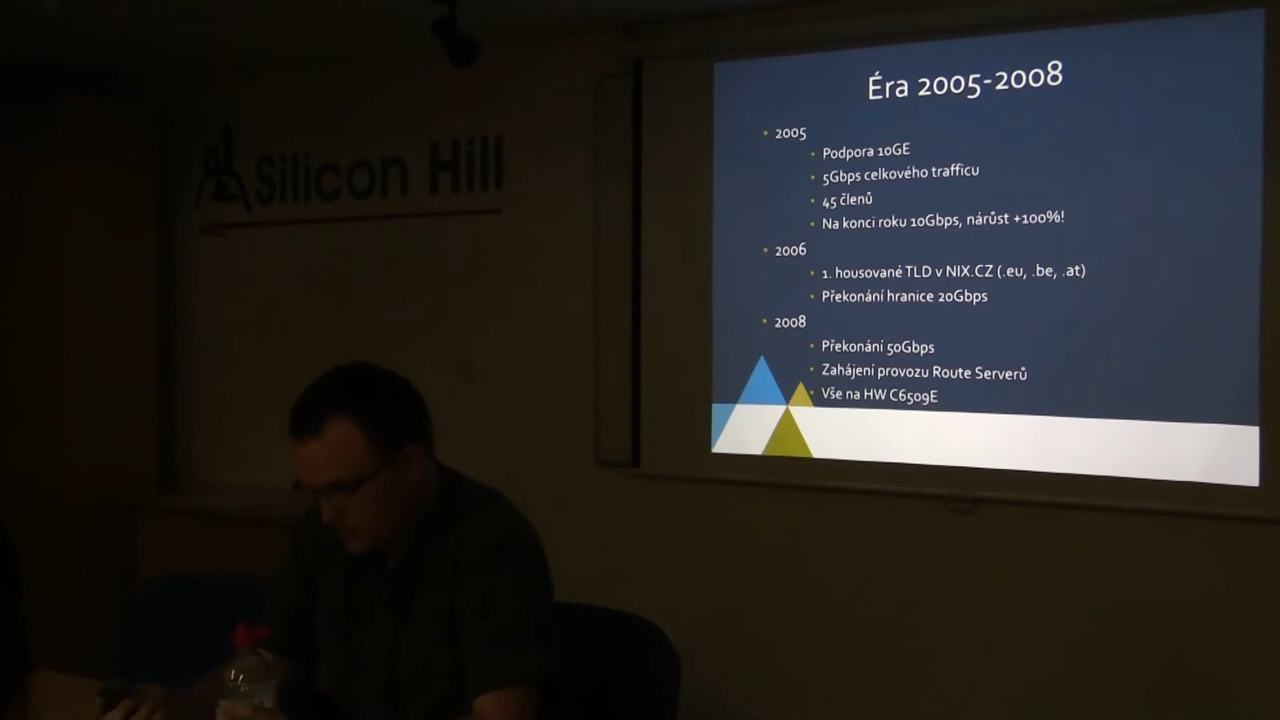 Silicon Hill
Éra 2005-2008
2005
Podpora 10GE
5Gbps celkového trafficu
45 členů
Na konci roku 10Gbps, nárůst +100%!
2006
1. housované TLD v NIX.CZ (.eu, .be, .at)
Překonání hranice 20Gbps
2008
Překonání 50Gbps
Zahájení provozu Route Serverů
Vše na HW C6509E